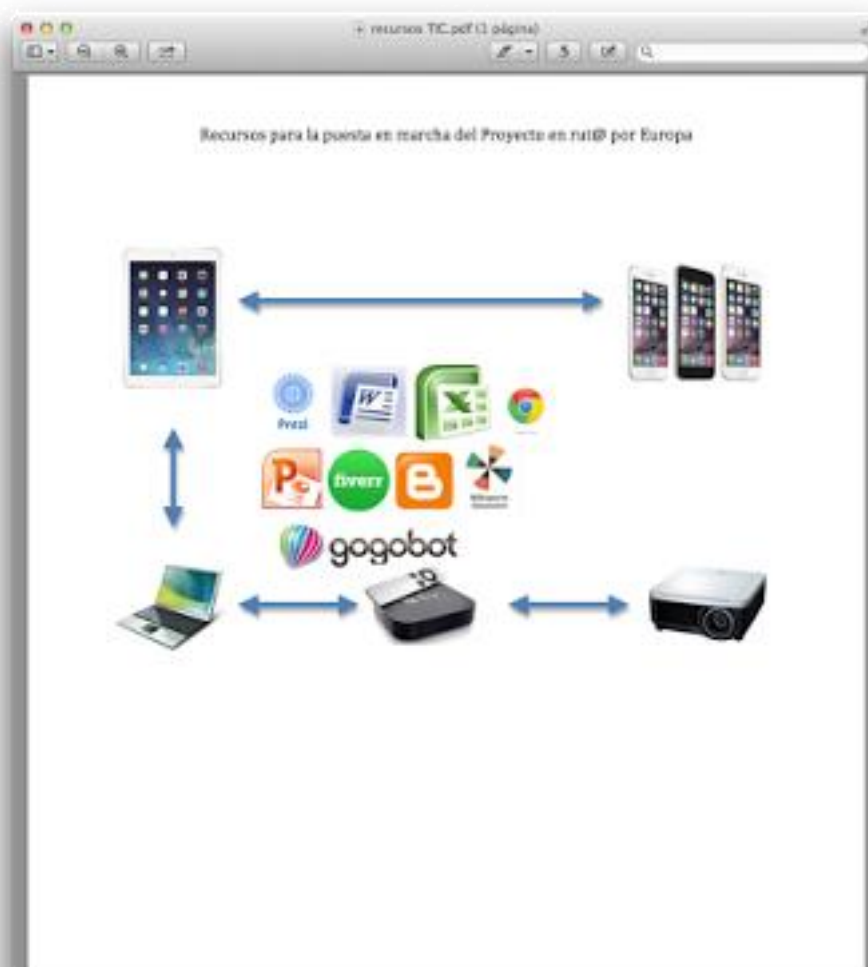 recursos TIC.pdf (1 página)
S
Recursos para la puesta en marcha del Proyecto en rut@ por Europa
Prezi
W
X
P
fiverr
B
gogobot